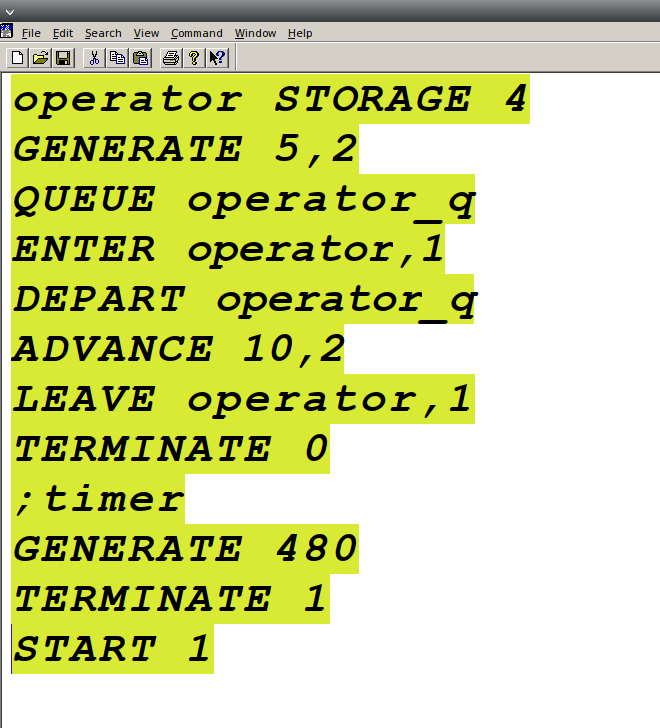 File Edit Search View Command Window Help
operator STORAGE 4
GENERATE 5,2
QUEUE operator_q
ENTER operator,1
DEPART operator_q
ADVANCE 10,2
LEAVE operator,1
TERMINATE 0
;timer
GENERATE 480
TERMINATE 1
START 1